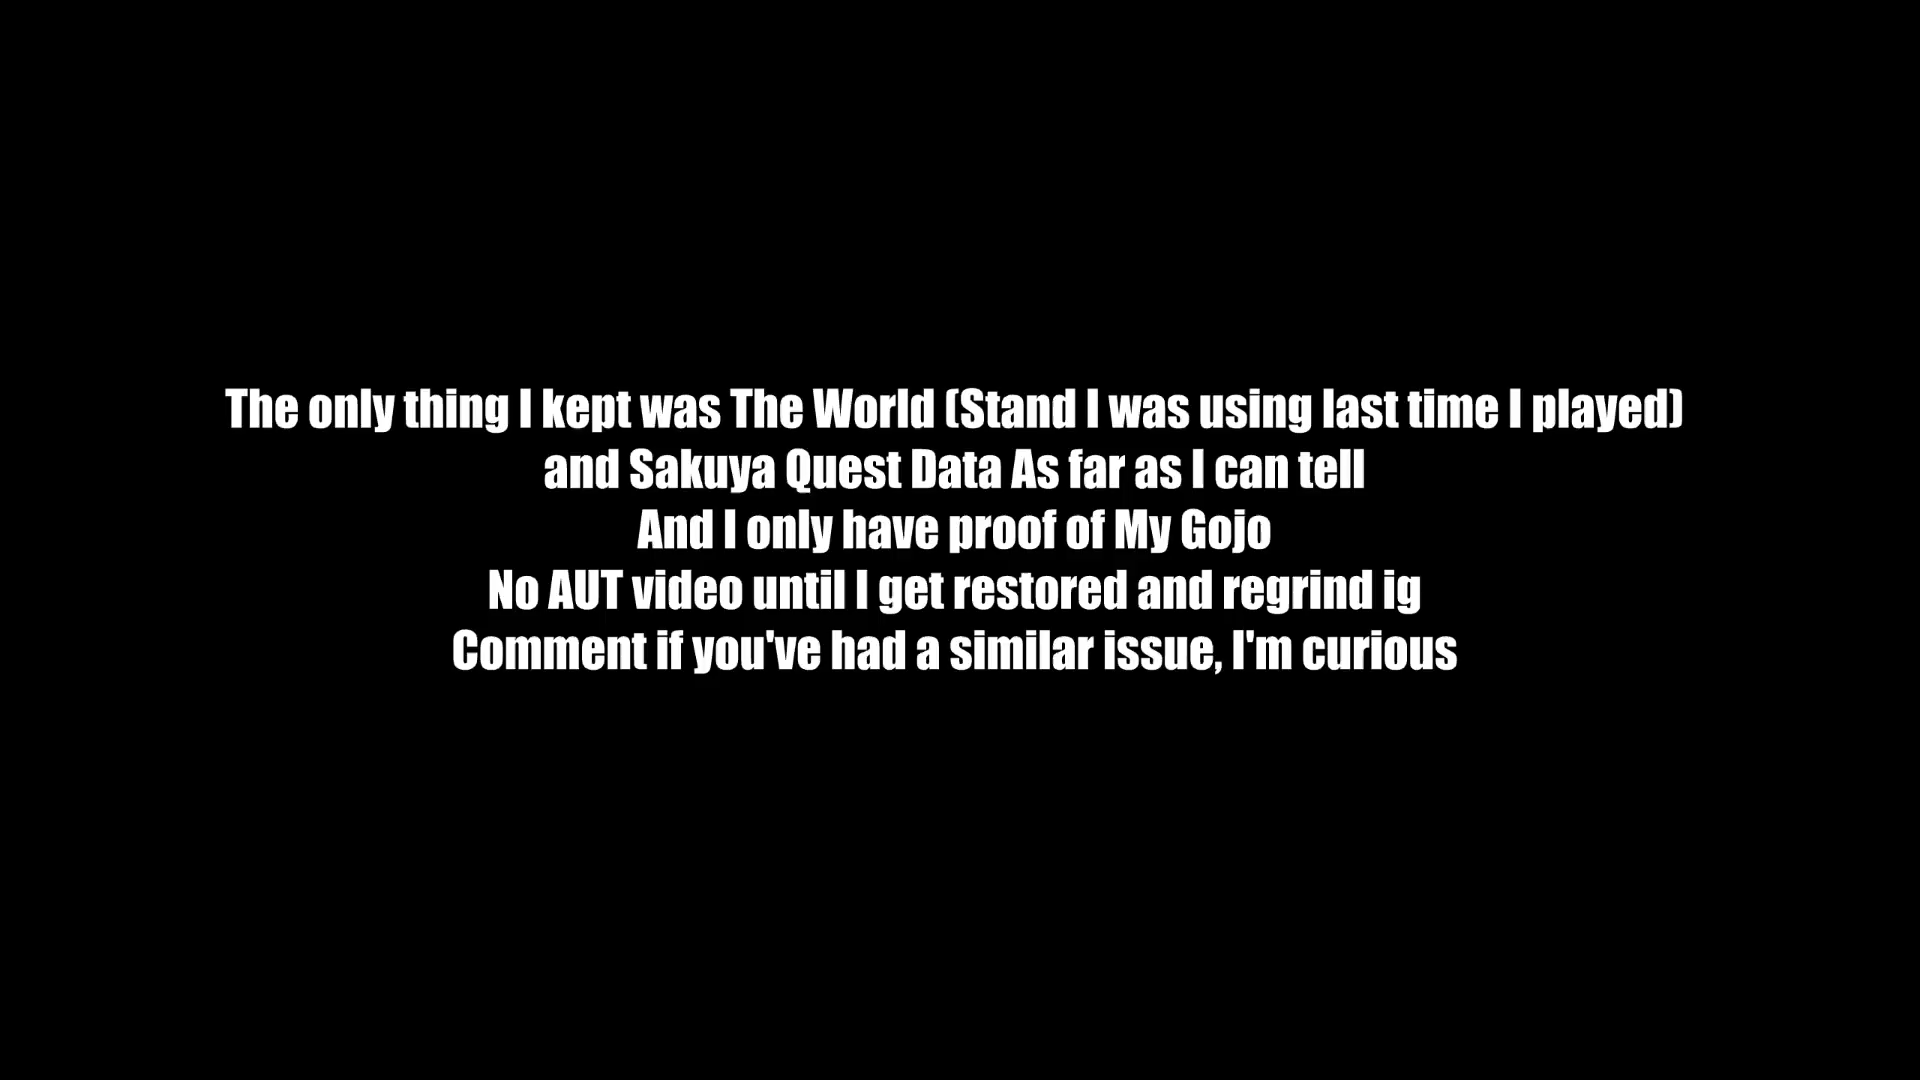 The only thing I kept was The World (Stand I was using last time I played)
and Sakuya Quest Data As far as I can tell
And I only have proof of My Gojo
No AUT video until I get restored and regrind ig
Comment if you've had a similar issue, I'm curious